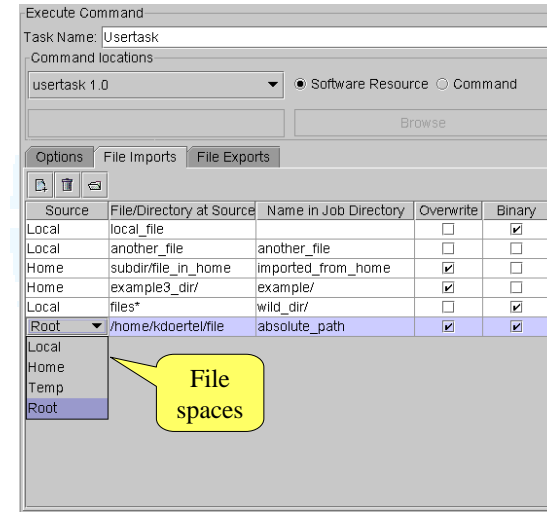 Execute Command
Task Name: Usertask
Command locations
usertask 1.0 Software Resource Command
Browse
Options File Imports File Exports
Source File/Directory at Source Name in Job Directory Overwrite Binary
Local local_file
Local another_file another_file
Home subdir/file_in_home imported_from_home
Home example3_dir/ example/
Local files* wild_dir/
Root /home/kdoertel/file absolute_path
Local
Home
Temp
Root
File
spaces